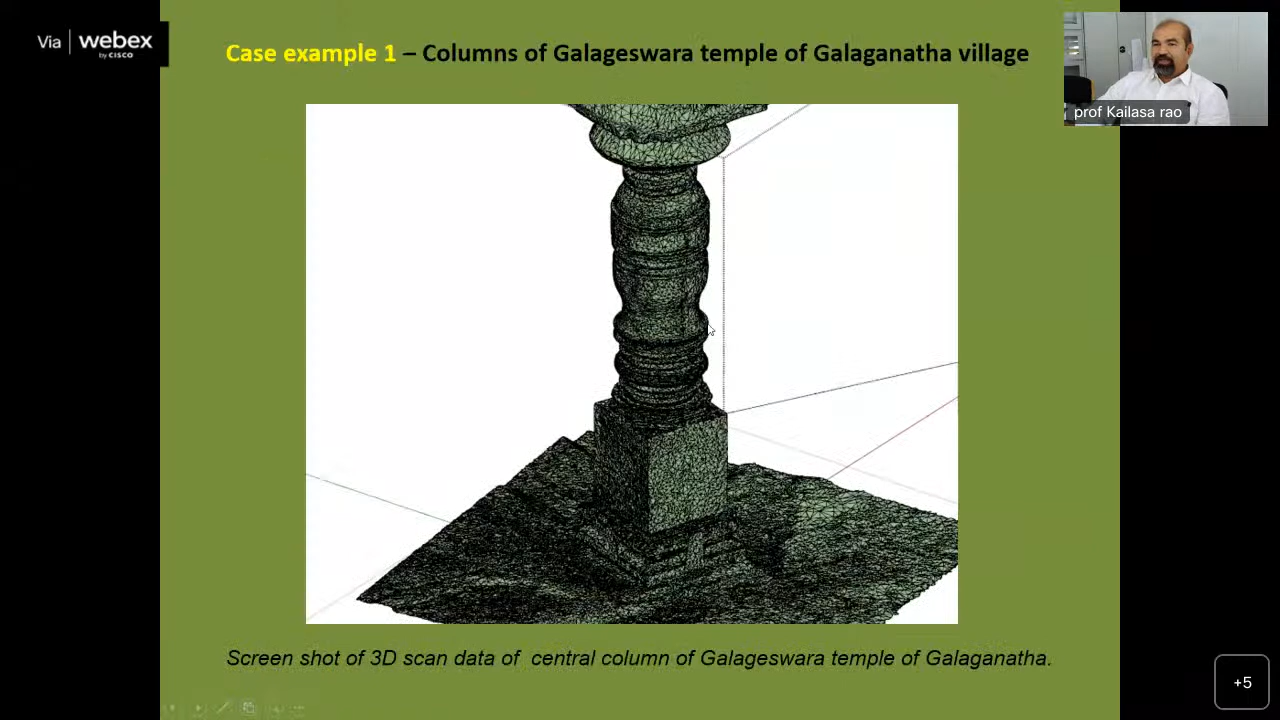 Via webex
by CISCO
Case example 1 – Columns of Galageswara temple of Galaganatha village
prof Kailasa rao
Screen shot of 3D scan data of central column of Galageswara temple of Galaganatha.
+5